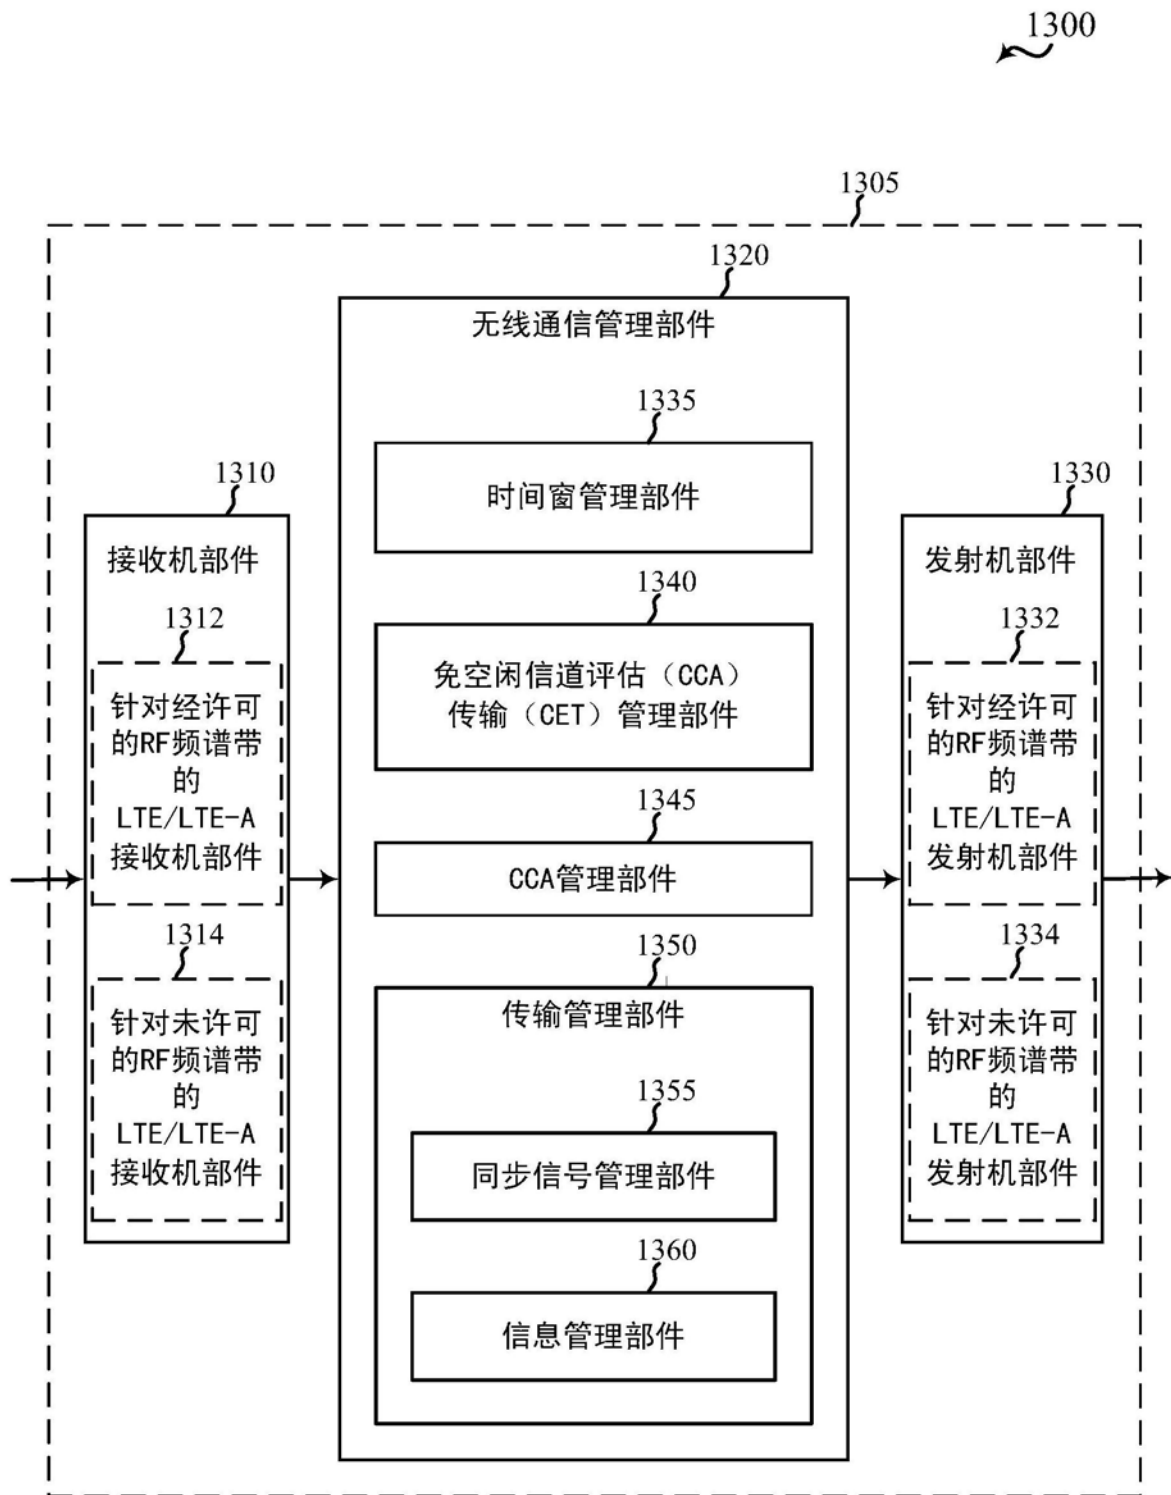 1300
1305
1320
无线通信管理部件
1335
时间窗管理部件
1310
接收机部件
1312
针对经许可
的RF频谱带
的
LTE/LTE-A
接收机部件
1314
针对未许可
的RF频谱带
的
LTE/LTE-A
接收机部件
1340
免空闲信道评估（CCA）
传输（CET）管理部件
1345
CCA管理部件
1350
传输管理部件
1355
同步信号管理部件
1360
信息管理部件
1330
发射机部件
1332
针对经许可
的RF频谱带
的
LTE/LTE-A
发射机部件
1334
针对未许可
的RF频谱带
的
LTE/LTE-A
发射机部件